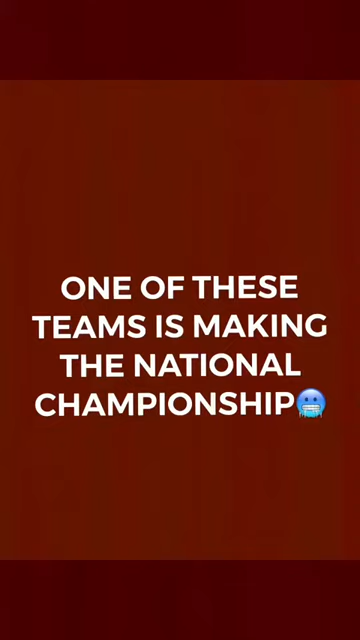 ONE OF THESE
TEAMS IS MAKING
THE NATIONAL
CHAMPIONSHIP🥶